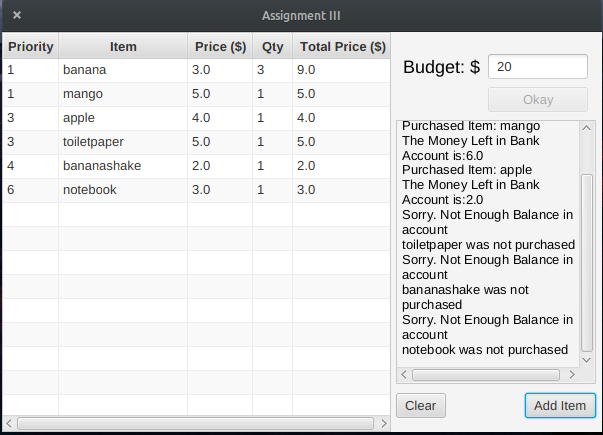 Assignment III
Priority Item Price ($) Qty Total Price ($)
1 banana 3.0 3 9.0
1 mango 5.0 1 5.0
3 apple 4.0 1 4.0
3 toiletpaper 5.0 1 5.0
4 bananashake 2.0 1 2.0
6 notebook 3.0 1 3.0
Budget: $ 20
Okay
Purchased Item: mango
The Money Left in Bank
Account is:6.0
Purchased Item: apple
The Money Left in Bank
Account is:2.0
Sorry. Not Enough Balance in
account
toiletpaper was not purchased
Sorry. Not Enough Balance in
account
bananashake was not
purchased
Sorry. Not Enough Balance in
account
notebook was not purchased
Clear Add Item